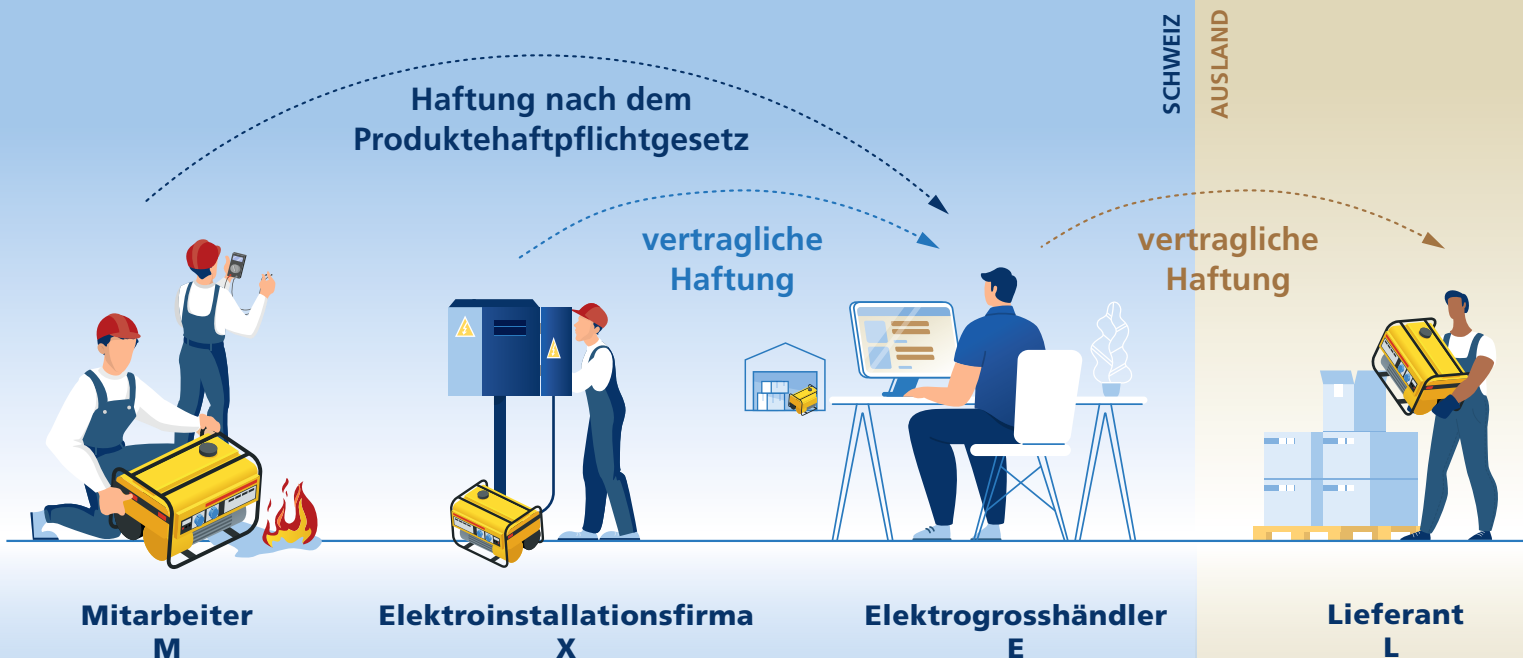 SCHWEIZ
AUSLAND
Haftung nach dem
Produktehaftpflichtgesetz
vertragliche
Haftung
vertragliche
Haftung
Mitarbeiter
M
Elektroinstallationsfirma
X
Elektrogrosshändler
E
Lieferant
L